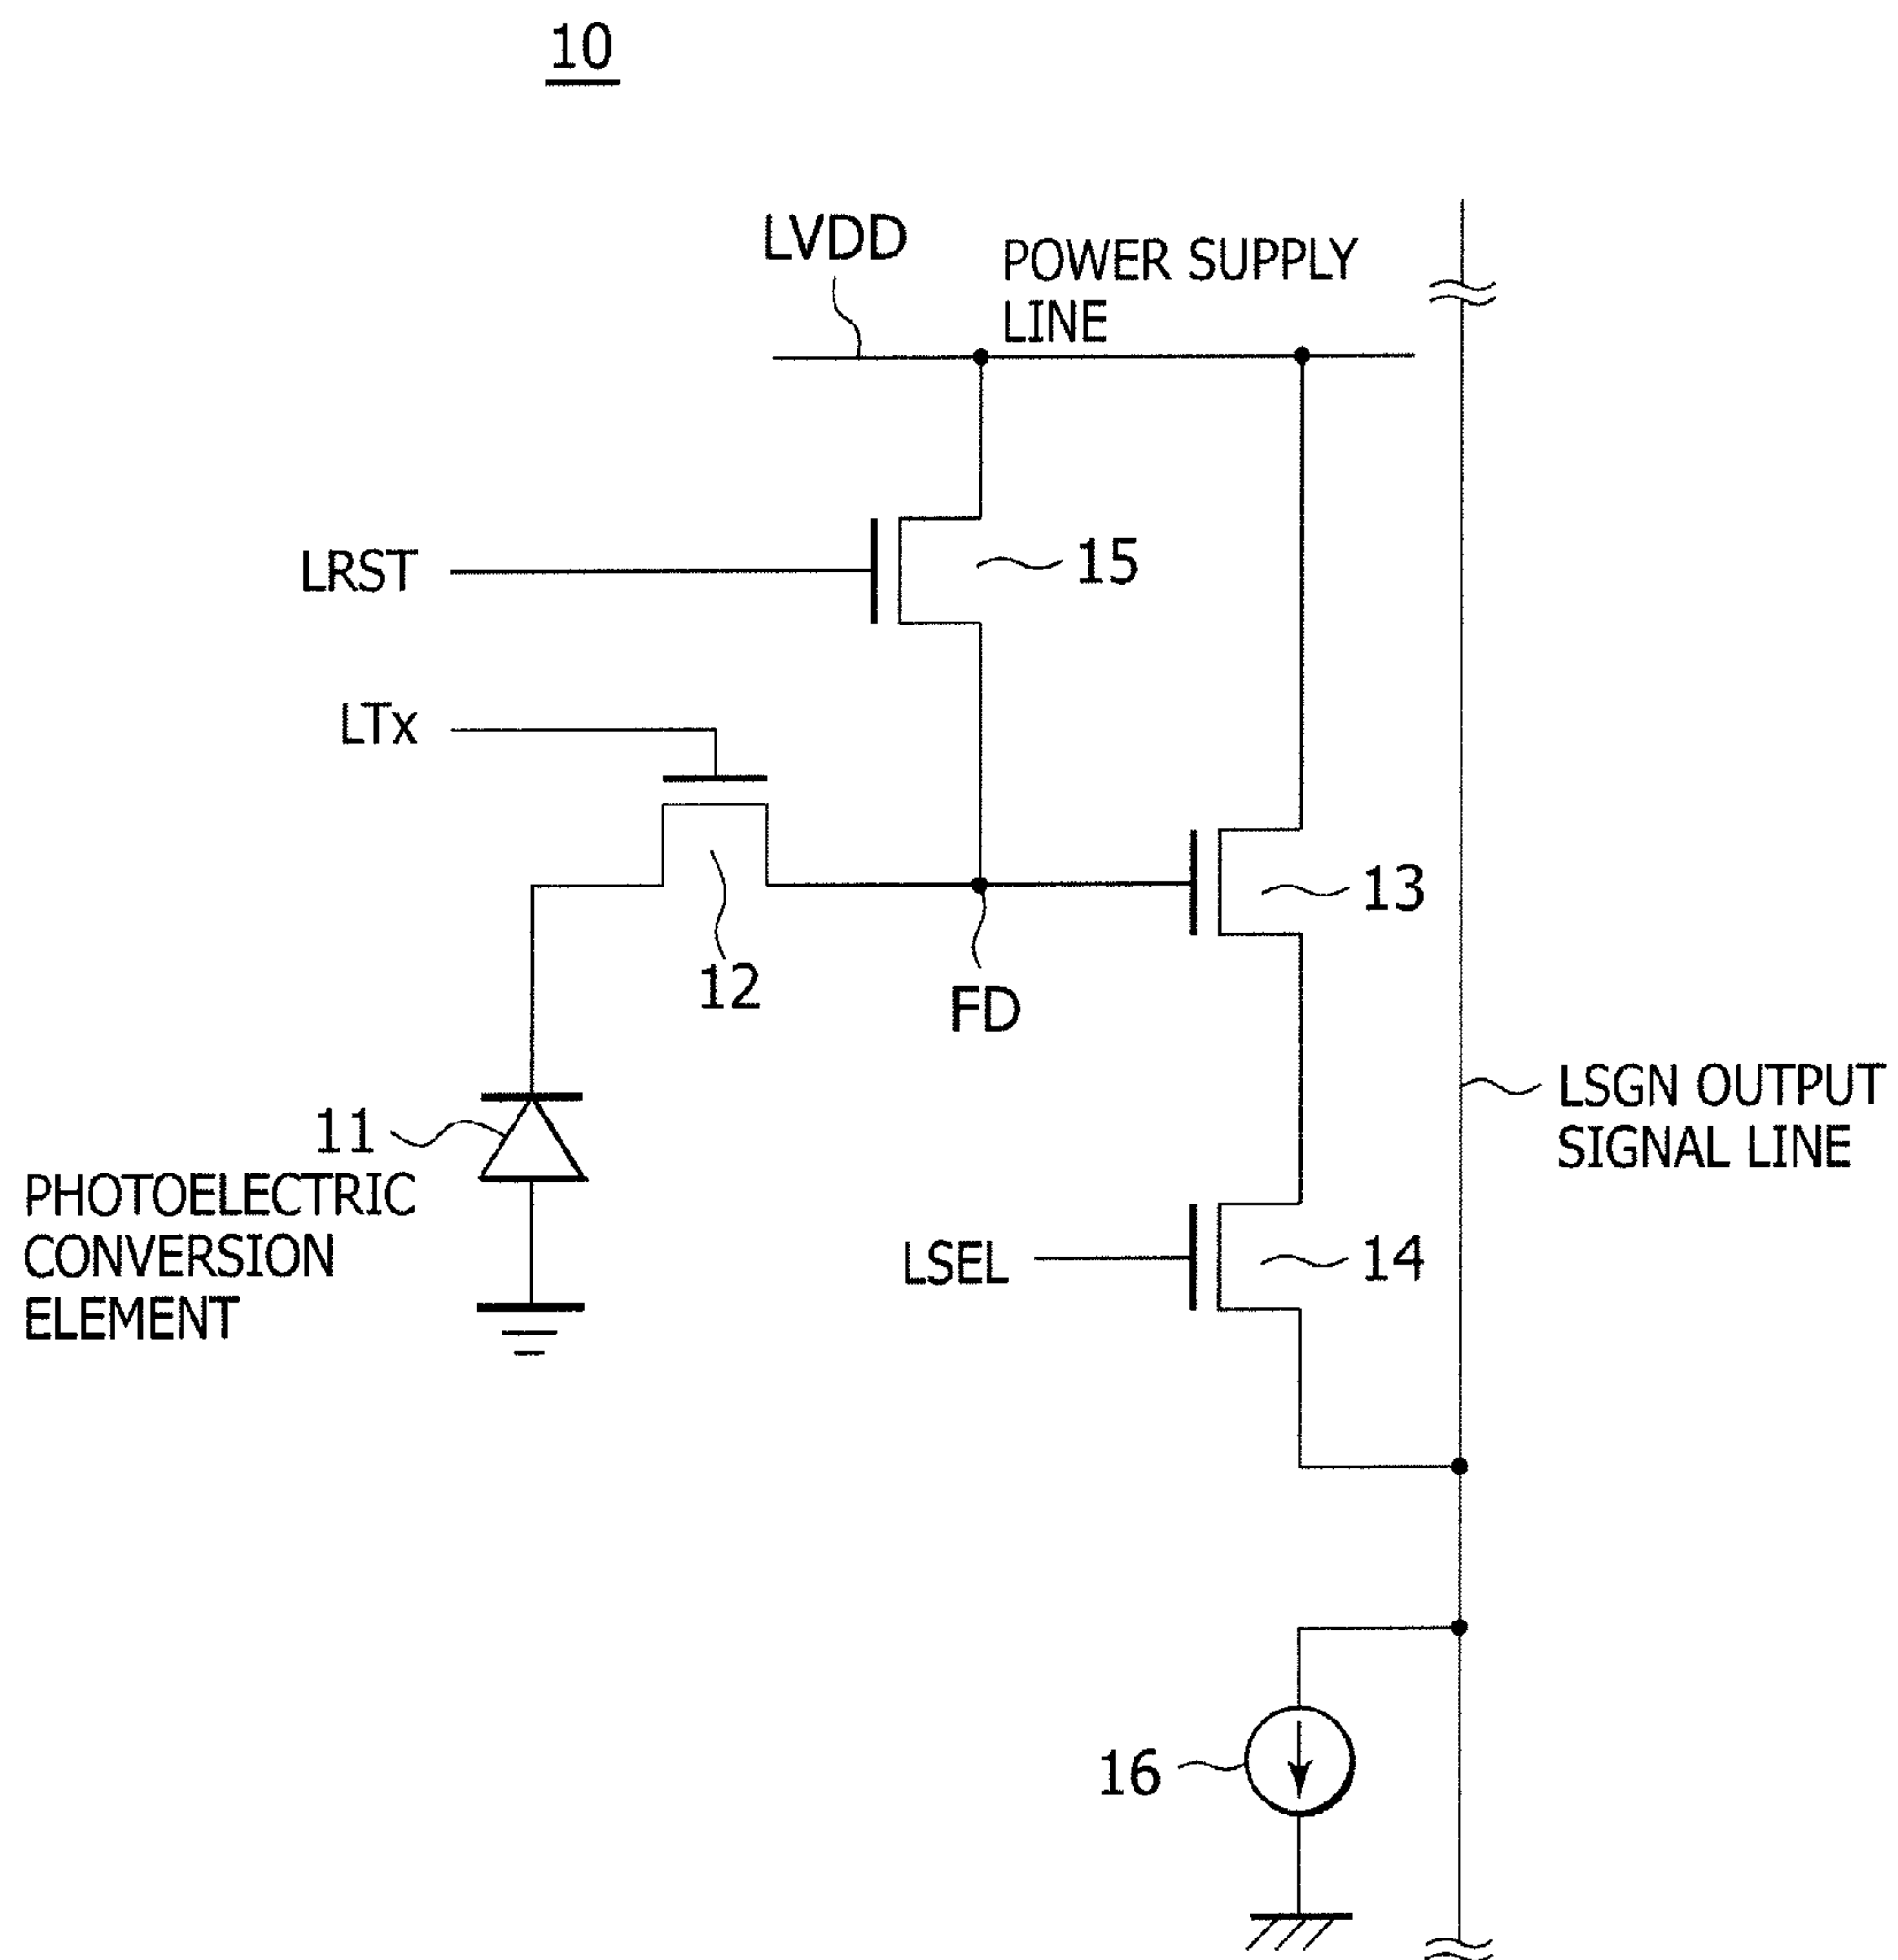 10
LVDD
POWER SUPPLY
LINE
LRST
15
LTx
13
12
FD
LSGN OUTPUT
SIGNAL LINE
11
PHOTOELECTRIC
CONVERSION
ELEMENT
LSEL
14
16